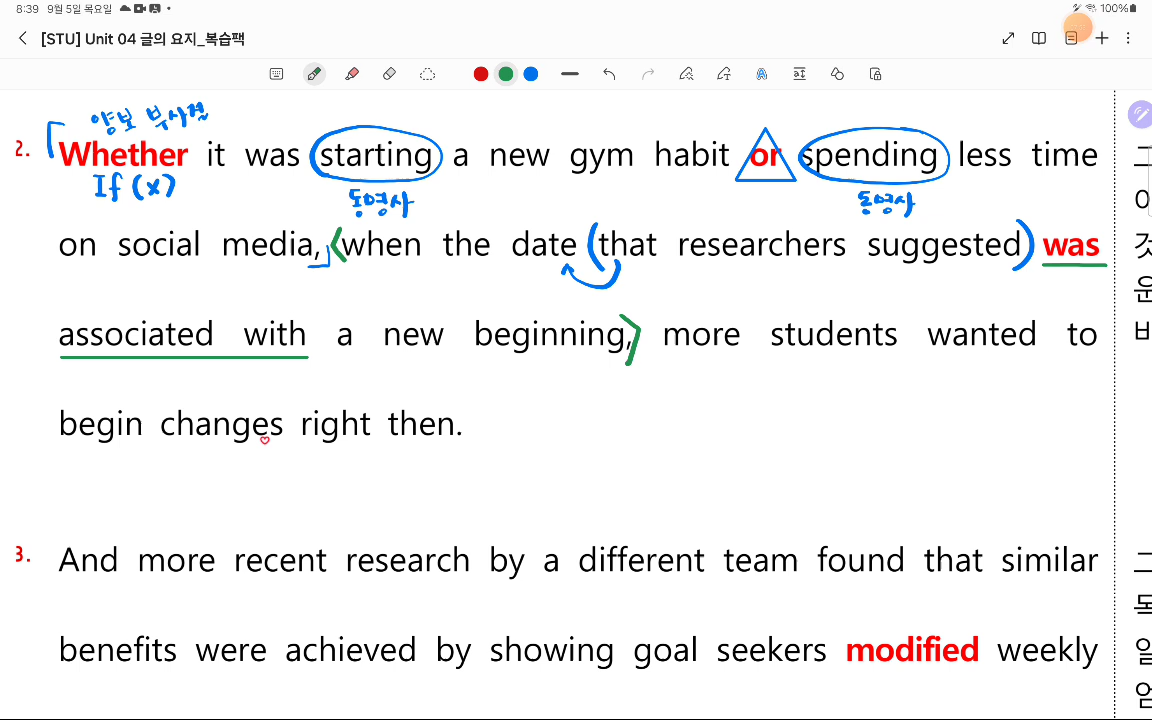 8:39 9월 5일 목요일
100%
[STU] Unit 04 글의 요지_복습팩
양보 부사절
2. Whether it was starting a new gym habit or spending less time
If (x)
동명사 동명사
on social media, when the date (that researchers suggested) was
associated with a new beginning, more students wanted to
begin changes right then.
3. And more recent research by a different team found that similar
benefits were achieved by showing goal seekers modified weekly